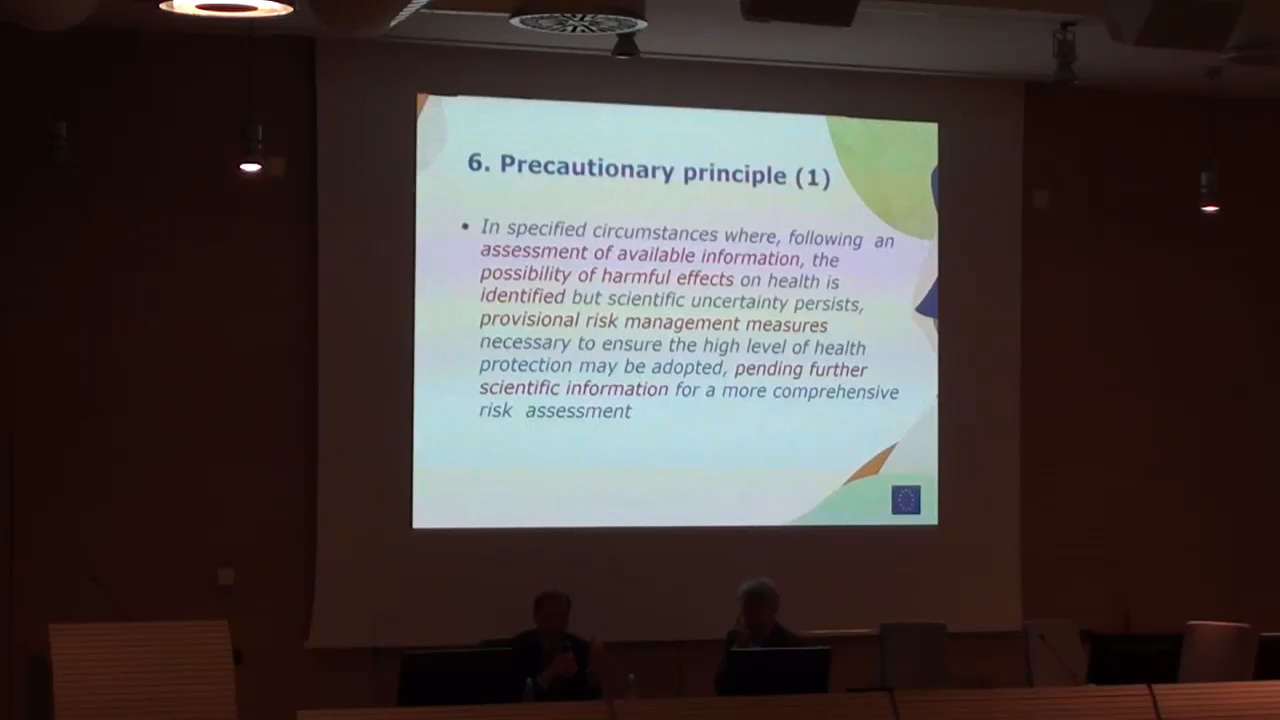 6. Precautionary principle (1)
• In specified circumstances where, following an
assessment of available information, the
possibility of harmful effects on health is
identified but scientific uncertainty persists,
provisional risk management measures
necessary to ensure the high level of health
protection may be adopted, pending further
scientific information for a more comprehensive
risk assessment